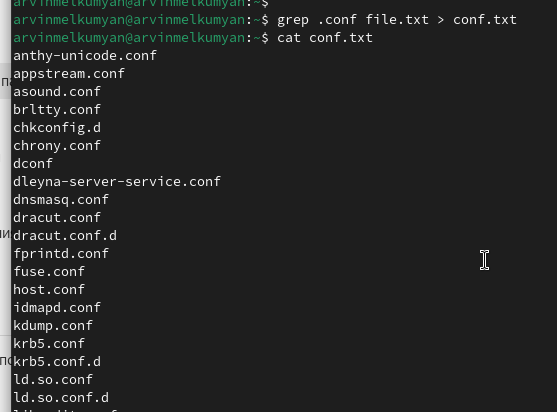 arvinmelkumyan@arvinmelkumyan:~$
arvinmelkumyan@arvinmelkumyan:~$ grep .conf file.txt > conf.txt
arvinmelkumyan@arvinmelkumyan:~$ cat conf.txt
anthy-unicode.conf
appstream.conf
asound.conf
brltty.conf
chkconfig.d
chrony.conf
dconf
dleyna-server-service.conf
dnsmasq.conf
dracut.conf
dracut.conf.d
fprintd.conf
fuse.conf
host.conf
idmapd.conf
kdump.conf
krb5.conf
krb5.conf.d
ld.so.conf
ld.so.conf.d